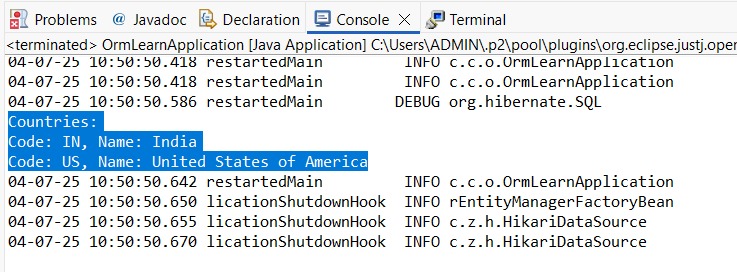 Problems @ Javadoc Declaration Console Terminal
<terminated> OrmLearnApplication [Java Application] C:\Users\ADMIN\.p2\pool\plugins\org.eclipse.justj.oper
04-07-25 10:50:50.418 restartedMain INFO c.c.o.OrmLearnApplication
04-07-25 10:50:50.418 restartedMain INFO c.c.o.OrmLearnApplication
04-07-25 10:50:50.586 restartedMain DEBUG org.hibernate.SQL
Countries:
Code: IN, Name: India
Code: US, Name: United States of America
04-07-25 10:50:50.642 restartedMain INFO c.c.o.OrmLearnApplication
04-07-25 10:50:50.650 licationShutdownHook INFO rEntityManagerFactoryBean
04-07-25 10:50:50.655 licationShutdownHook INFO c.z.h.HikariDataSource
04-07-25 10:50:50.670 licationShutdownHook INFO c.z.h.HikariDataSource